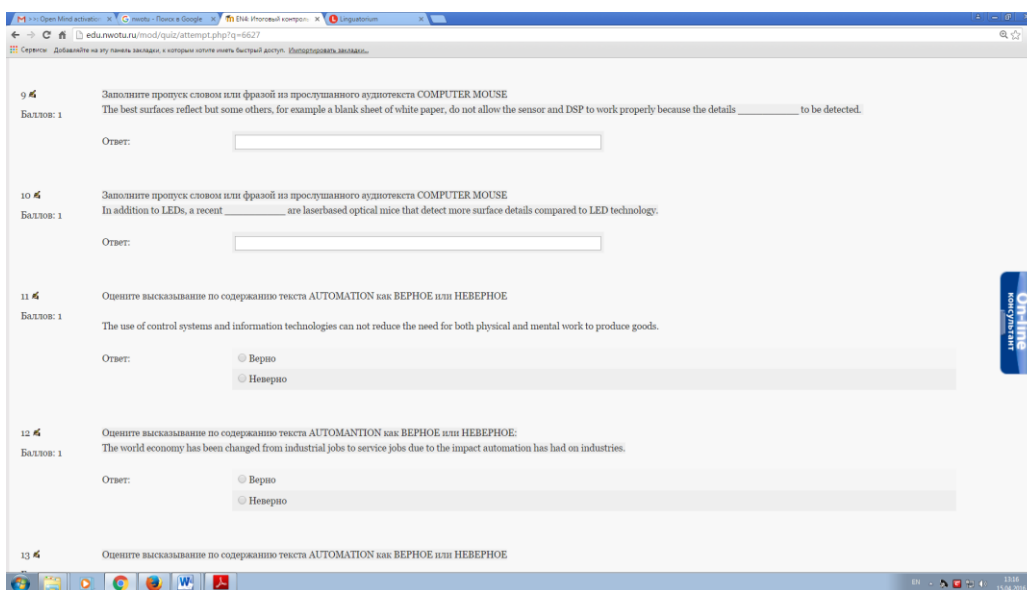 >> Open Mind activatio
nwotu - Поиск в Google
ENiй Итоговый контрол
Linguatorium
edu.nwotu.ru/mod/quiz/attempt.php?q=6627
Сервисы Добавляйте на эту панель закладки, к которым хотите иметь быстрый доступ. Импортировать закладки...
9
Заполните пропуск словом или фразой из прослушанного аудиотекста COMPUTER MOUSE
Баллов: 1
The best surfaces reflect but some others, for example a blank sheet of white paper, do not allow the sensor and DSP to work properly because the details ____________ to be detected.
Ответ:
10
Заполните пропуск словом или фразой из прослушанного аудиотекста COMPUTER MOUSE
Баллов: 1
In addition to LEDs, a recent ____________ are laserbased optical mice that detect more surface details compared to LED technology.
Ответ:
11
Оцените высказывание по содержанию текста AUTOMATION как ВЕРНОЕ или НЕВЕРНОЕ
Баллов: 1
The use of control systems and information technologies can not reduce the need for both physical and mental work to produce goods.
Ответ:
Верно
Неверно
On-line
консультант
12
Оцените высказывание по содержанию текста AUTOMANTION как ВЕРНОЕ или НЕВЕРНОЕ:
Баллов: 1
The world economy has been changed from industrial jobs to service jobs due to the impact automation has had on industries.
Ответ:
Верно
Неверно
13
Оцените высказывание по содержанию текста AUTOMATION как ВЕРНОЕ или НЕВЕРНОЕ
EN
13:16
15.04.2016